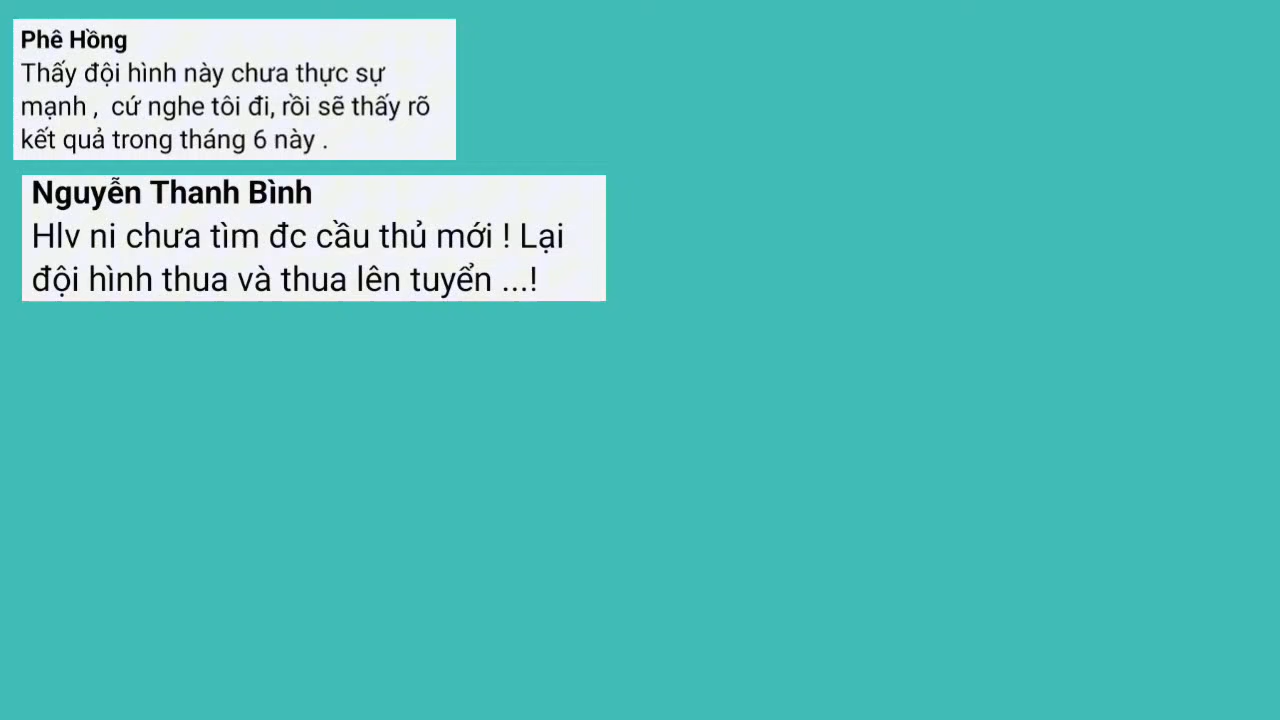 Phê Hồng
Thấy đội hình này chưa thực sự
mạnh ,  cứ nghe tôi đi, rồi sẽ thấy rõ
kết quả trong tháng 6 này .
Nguyễn Thanh Bình
Hlv ni chưa tìm đc cầu thủ mới ! Lại
đội hình thua và thua lên tuyển ...!